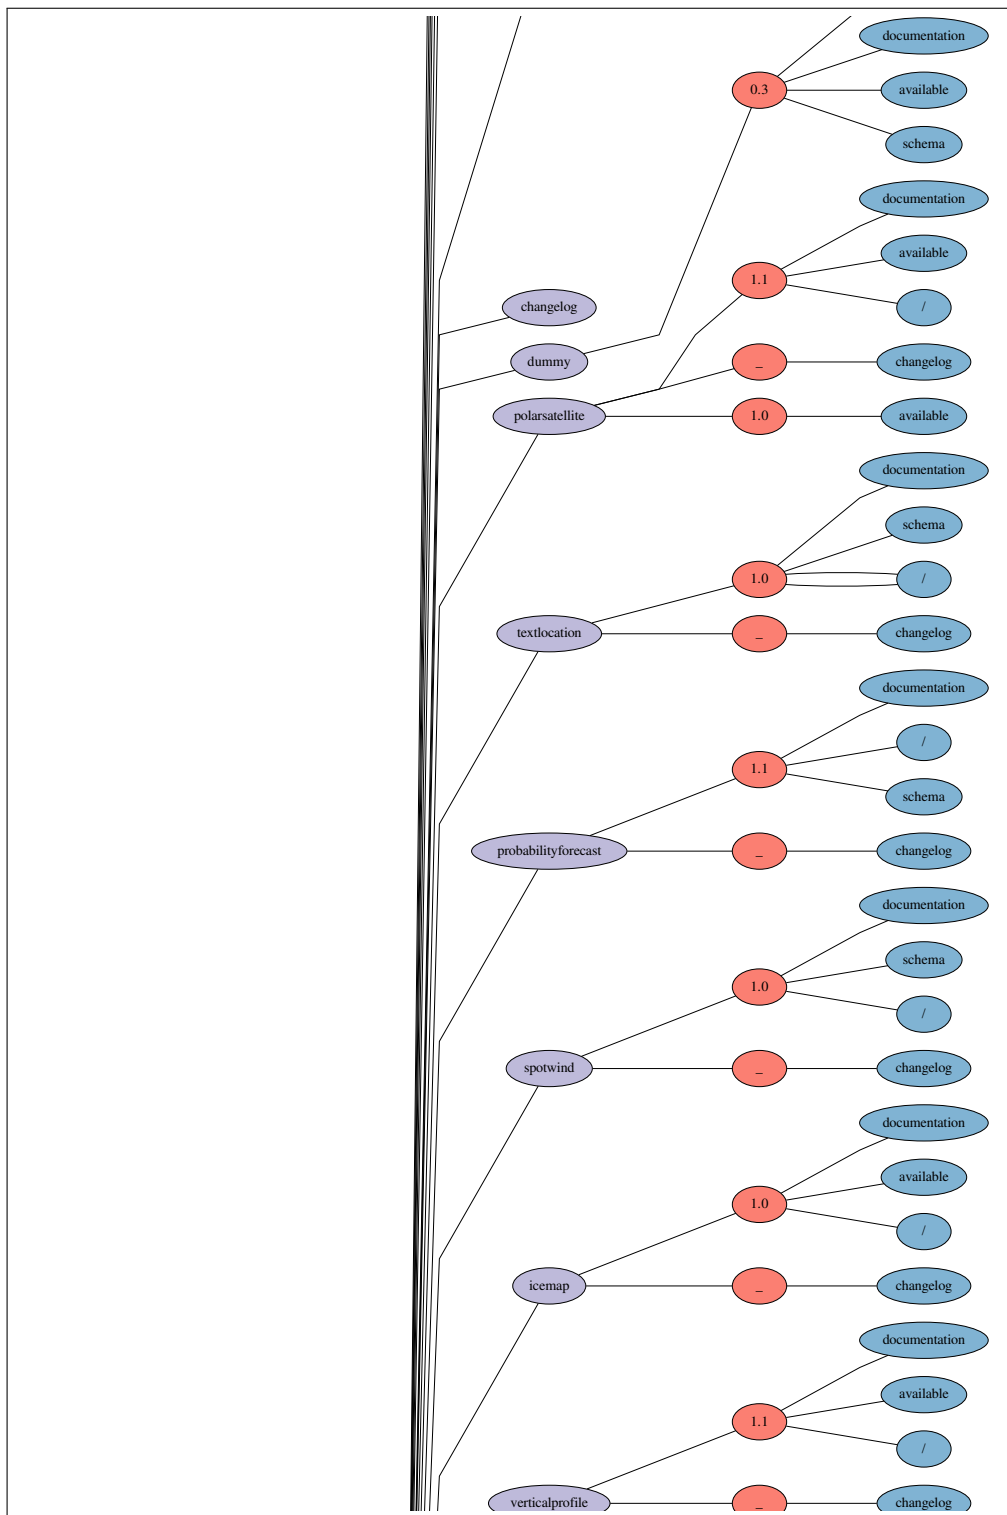 documentation
0.3
available
schema
documentation
available
1.1
changelog
/
dummy
_
changelog
polarsatellite
1.0
available
documentation
schema
1.0
/
textlocation
_
changelog
documentation
/
1.1
schema
probabilityforecast
_
changelog
documentation
schema
1.0
/
spotwind
_
changelog
documentation
available
1.0
/
icemap
_
changelog
documentation
available
1.1
/
verticalprofile
_
changelog